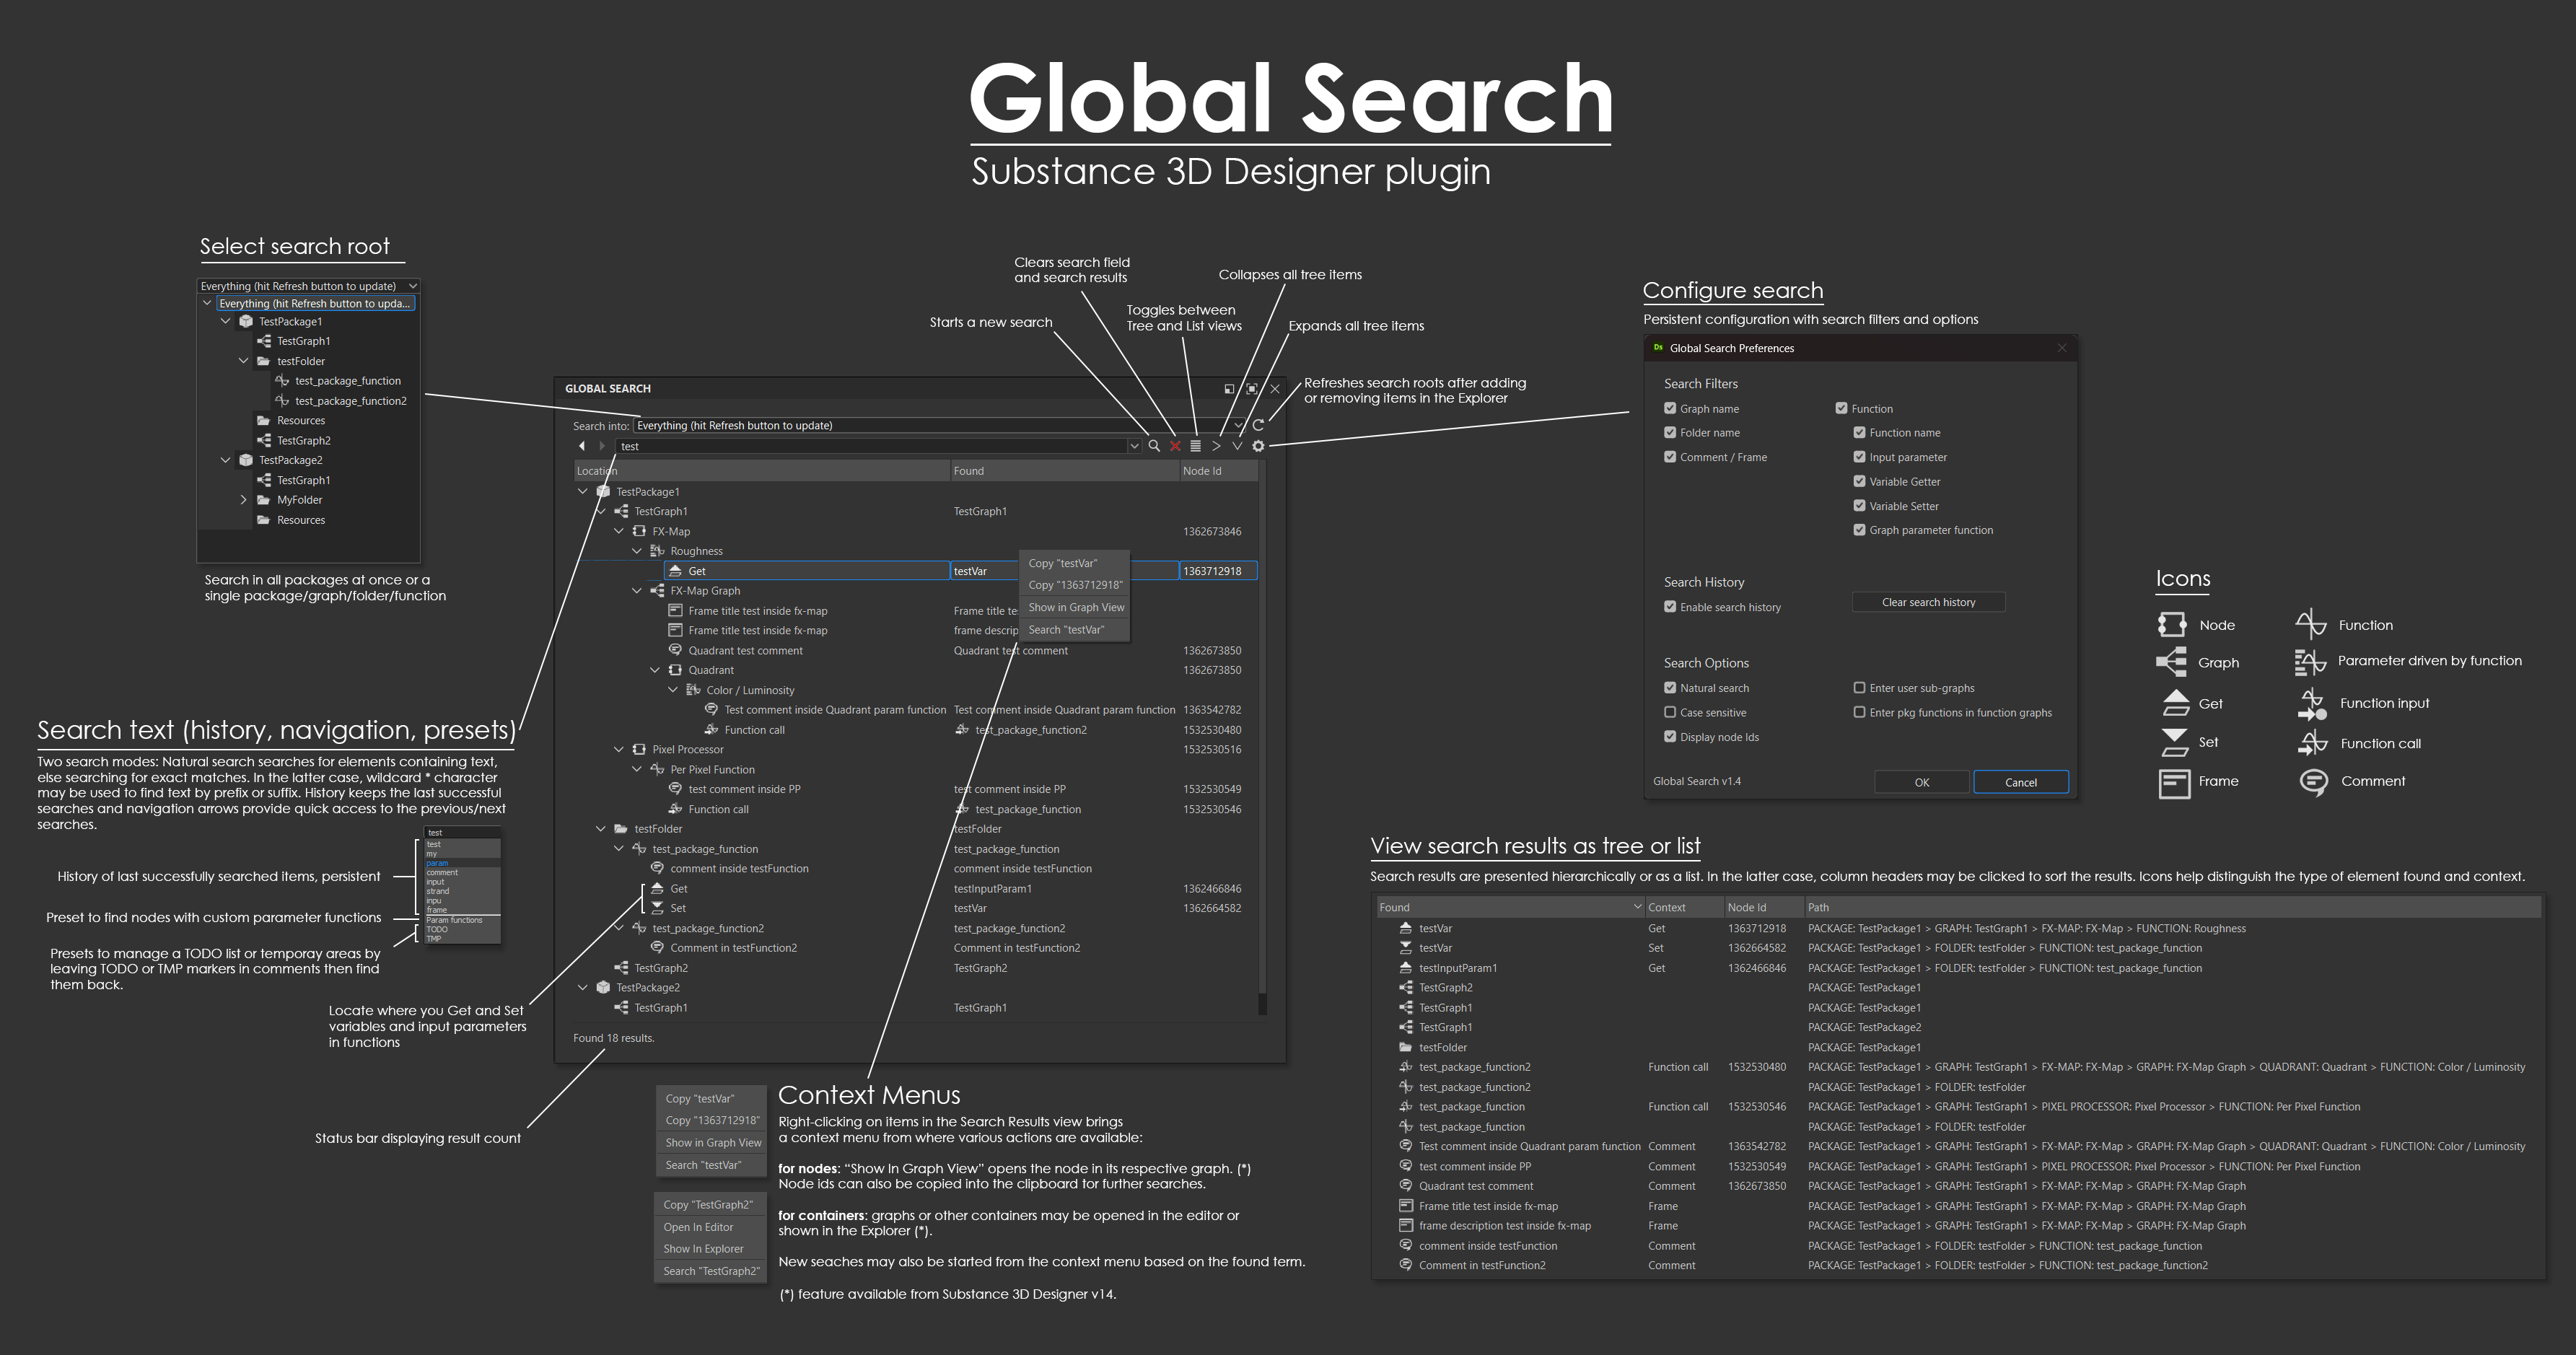 Global Search
Substance 3D Designer plugin
Select search root
Everything (hit Refresh button to update)
Everything (hit Refresh button to upda...
TestPackage1
TestGraph1
testFolder
test_package_function
test_package_function2
Resources
TestGraph2
TestPackage2
TestGraph1
MyFolder
Resources
Search in all packages at once or a
single package/graph/folder/function
Search text (history, navigation, presets)
Two search modes: Natural search searches for elements containing text,
else searching for exact matches. In the latter case, wildcard * character
may be used to find text by prefix or suffix. History keeps the last successful
searches and navigation arrows provide quick access to the previous/next
searches.
test
test
my
param
comment
input
strand
inpu
frame
Param functions
TODO
TMP
History of last successfully searched items, persistent
Preset to find nodes with custom parameter functions
Presets to manage a TODO list or temporay areas by
leaving TODO or TMP markers in comments then find
them back.
Locate where you Get and Set
variables and input parameters
in functions
Status bar displaying result count
Starts a new search
Clears search field
and search results
Toggles between
Tree and List views
Collapses all tree items
Expands all tree items
Refreshes search roots after adding
or removing items in the Explorer
GLOBAL SEARCH
Search into: Everything (hit Refresh button to update)
test
Location Found Node Id
TestPackage1
TestGraph1 TestGraph1
FX-Map 1362673846
Roughness
Get testVar 1363712918
FX-Map Graph
Frame title test inside fx-map Frame title te
Frame title test inside fx-map frame descrip
Quadrant test comment Quadrant test comment 1362673850
Quadrant 1362673850
Color / Luminosity
Test comment inside Quadrant param function Test comment inside Quadrant param function 1363542782
Function call test_package_function2 1532530480
Pixel Processor 1532530516
Per Pixel Function
test comment inside PP test comment inside PP 1532530549
Function call test_package_function 1532530546
testFolder testFolder
test_package_function test_package_function
comment inside testFunction comment inside testFunction
Get testInputParam1 1362466846
Set testVar 1362664582
test_package_function2 test_package_function2
Comment in testFunction2 Comment in testFunction2
TestGraph2 TestGraph2
TestPackage2
TestGraph1 TestGraph1
Found 18 results.
Copy "testVar"
Copy "1363712918"
Show in Graph View
Search "testVar"
Copy "testVar"
Copy "1363712918"
Show in Graph View
Search "testVar"
Copy "TestGraph2"
Open In Editor
Show In Explorer
Search "TestGraph2"
Context Menus
Right-clicking on items in the Search Results view brings
a context menu from where various actions are available:
for nodes: “Show In Graph View” opens the node in its respective graph. (*)
Node ids can also be copied into the clipboard for further searches.
for containers: graphs or other containers may be opened in the editor or
shown in the Explorer (*).
New seaches may also be started from the context menu based on the found term.
(*) feature available from Substance 3D Designer v14.
Configure search
Persistent configuration with search filters and options
Ds Global Search Preferences
Search Filters
Graph name Function
Folder name Function name
Comment / Frame Input parameter
Variable Getter
Variable Setter
Graph parameter function
Search History
Enable search history Clear search history
Search Options
Natural search Enter user sub-graphs
Case sensitive Enter pkg functions in function graphs
Display node Ids
Global Search v1.4 OK Cancel
Icons
Node Function
Graph Parameter driven by function
Get Function input
Set Function call
Frame Comment
View search results as tree or list
Search results are presented hierarchically or as a list. In the latter case, column headers may be clicked to sort the results. Icons help distinguish the type of element found and context.
Found Context Node Id Path
testVar Get 1363712918 PACKAGE: TestPackage1 > GRAPH: TestGraph1 > FX-MAP: FX-Map > FUNCTION: Roughness
testVar Set 1362664582 PACKAGE: TestPackage1 > FOLDER: testFolder > FUNCTION: test_package_function
testInputParam1 Get 1362466846 PACKAGE: TestPackage1 > FOLDER: testFolder > FUNCTION: test_package_function
TestGraph2 PACKAGE: TestPackage1
TestGraph1 PACKAGE: TestPackage1
TestGraph1 PACKAGE: TestPackage2
testFolder PACKAGE: TestPackage1
test_package_function2 Function call 1532530480 PACKAGE: TestPackage1 > GRAPH: TestGraph1 > FX-MAP: FX-Map > GRAPH: FX-Map Graph > QUADRANT: Quadrant > FUNCTION: Color / Luminosity
test_package_function2 PACKAGE: TestPackage1 > FOLDER: testFolder
test_package_function Function call 1532530546 PACKAGE: TestPackage1 > GRAPH: TestGraph1 > PIXEL PROCESSOR: Pixel Processor > FUNCTION: Per Pixel Function
test_package_function PACKAGE: TestPackage1 > FOLDER: testFolder
Test comment inside Quadrant param function Comment 1363542782 PACKAGE: TestPackage1 > GRAPH: TestGraph1 > FX-MAP: FX-Map > GRAPH: FX-Map Graph > QUADRANT: Quadrant > FUNCTION: Color / Luminosity
test comment inside PP Comment 1532530549 PACKAGE: TestPackage1 > GRAPH: TestGraph1 > PIXEL PROCESSOR: Pixel Processor > FUNCTION: Per Pixel Function
Quadrant test comment Comment 1362673850 PACKAGE: TestPackage1 > GRAPH: TestGraph1 > FX-MAP: FX-Map > GRAPH: FX-Map Graph
Frame title test inside fx-map Frame PACKAGE: TestPackage1 > GRAPH: TestGraph1 > FX-MAP: FX-Map > GRAPH: FX-Map Graph
frame description test inside fx-map Frame PACKAGE: TestPackage1 > GRAPH: TestGraph1 > FX-MAP: FX-Map > GRAPH: FX-Map Graph
comment inside testFunction Comment PACKAGE: TestPackage1 > FOLDER: testFolder > FUNCTION: test_package_function
Comment in testFunction2 Comment PACKAGE: TestPackage1 > FOLDER: testFolder > FUNCTION: test_package_function2